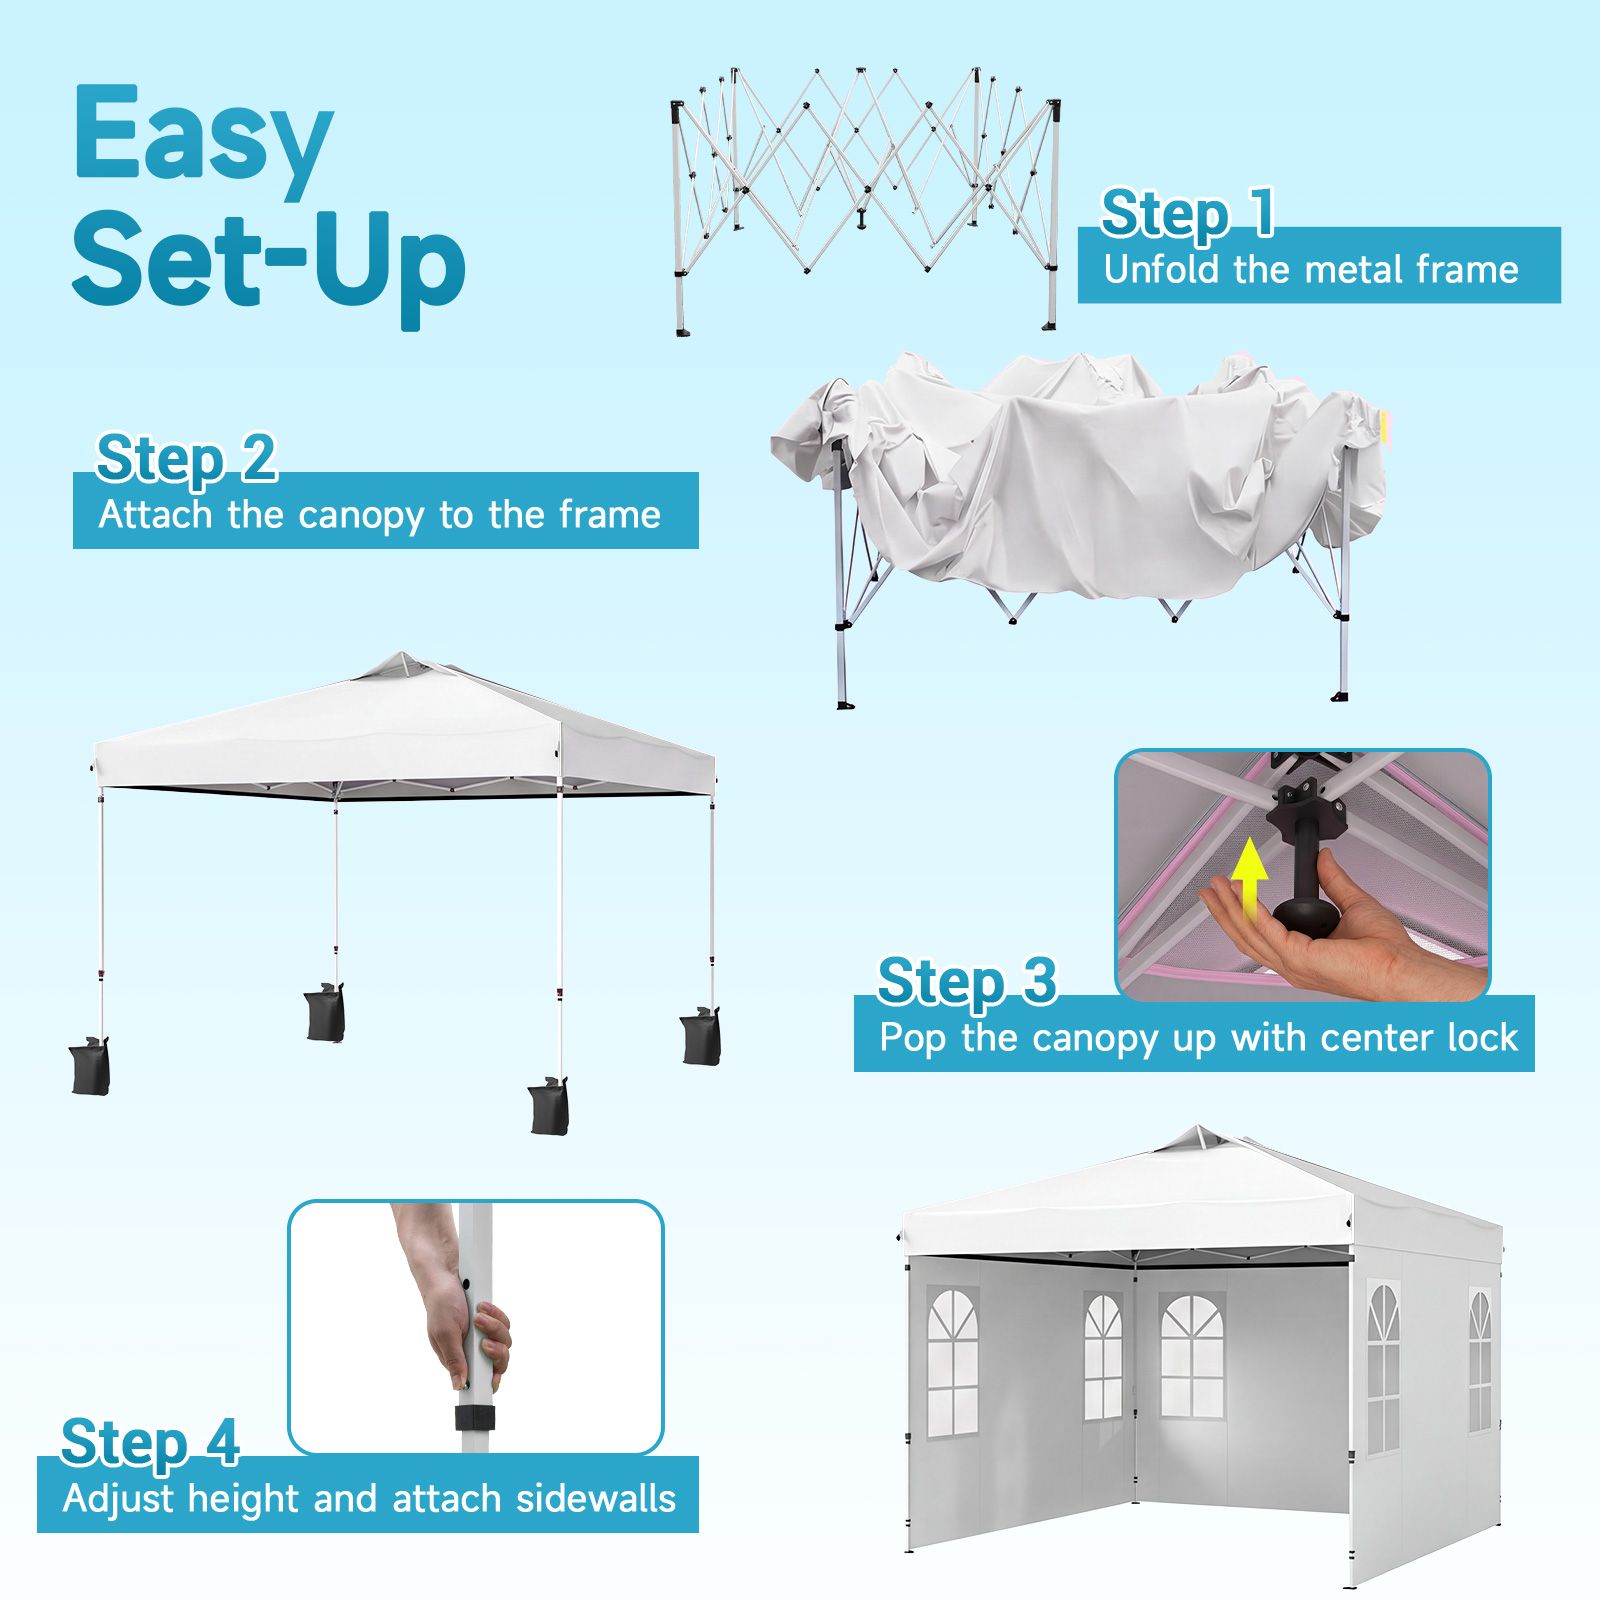 Easy
Set-Up
Step 1
Unfold the metal frame
Step 2
Attach the canopy to the frame
Step 3
Pop the canopy up with center lock
Step 4
Adjust height and attach sidewalls